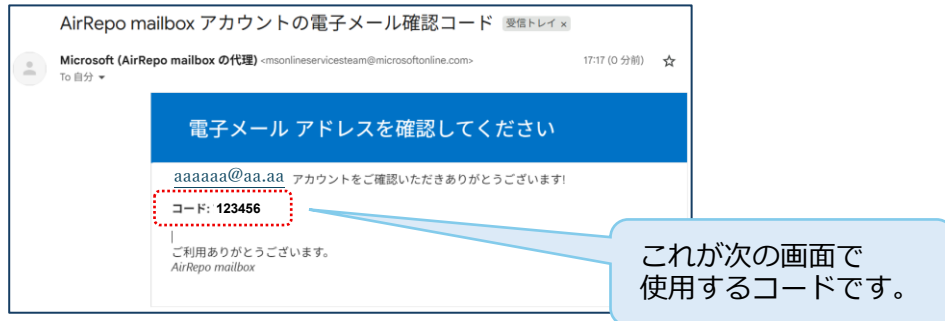 AirRepo mailbox アカウントの電子メール確認コード 受信トレイ ×
Microsoft (AirRepo mailbox の代理) <msonlineservicesteam@microsoftonline.com> 17:17 (0 分前) ☆
To 自分 ▼
電子メール アドレスを確認してください
aaaaaa@aa.aa アカウントをご確認いただきありがとうございます!
コード: 123456
ご利用ありがとうございます。
AirRepo mailbox
これが次の画面で
使用するコードです。